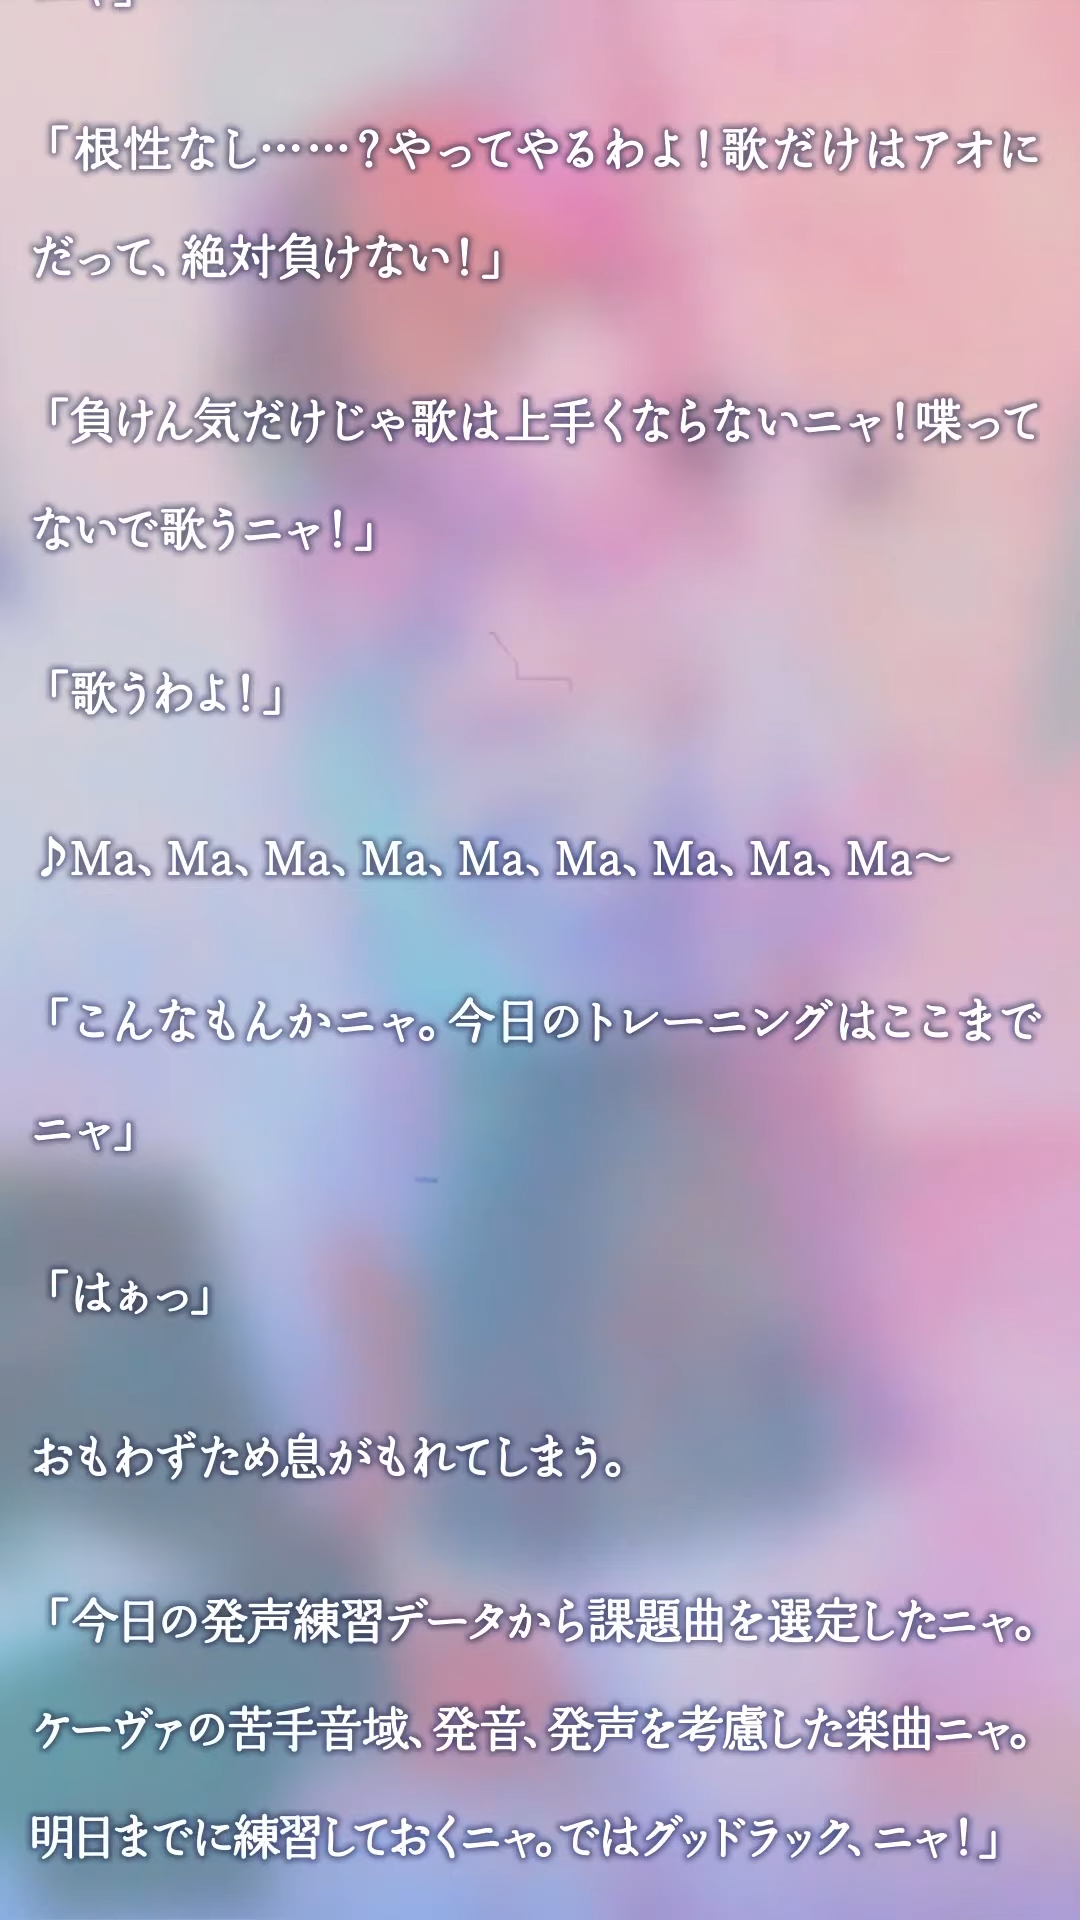 ニャ」
「根性なし……？やってやるわよ！歌だけはアオに
だって、絶対負けない！」
「負けん気だけじゃ歌は上手くならないニャ！喋って
ないで歌うニャ！」
「歌うわよ！」
♪Ma、Ma、Ma、Ma、Ma、Ma、Ma、Ma、Ma～
「こんなもんかニャ。今日のトレーニングはここまで
ニャ」
「はぁっ」
おもわずため息がもれてしまう。
「今日の発声練習データから課題曲を選定したニャ。
ケーヴァの苦手音域、発音、発声を考慮した楽曲ニャ。
明日までに練習しておくニャ。ではグッドラック、ニャ！」